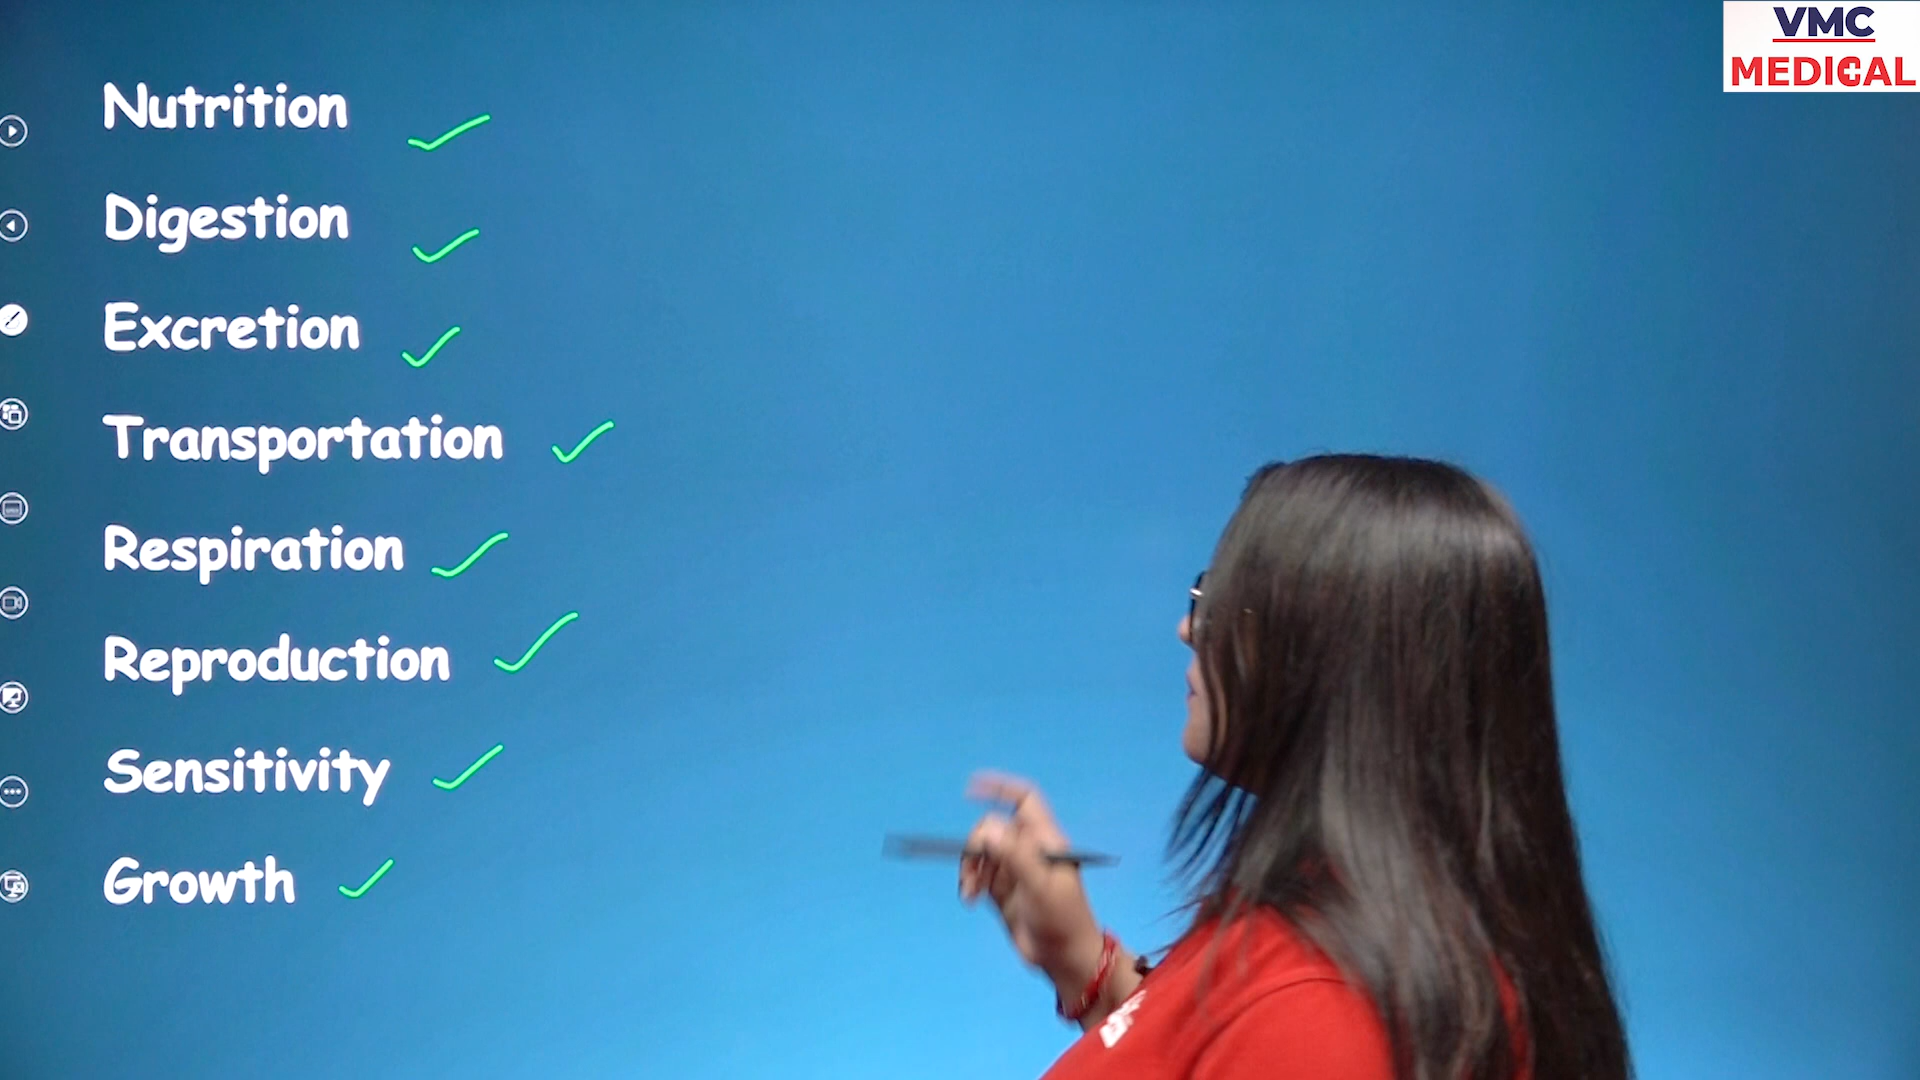 VMC
MEDICAL
Nutrition
Digestion
Excretion
Transportation
Respiration
Reproduction
Sensitivity
Growth